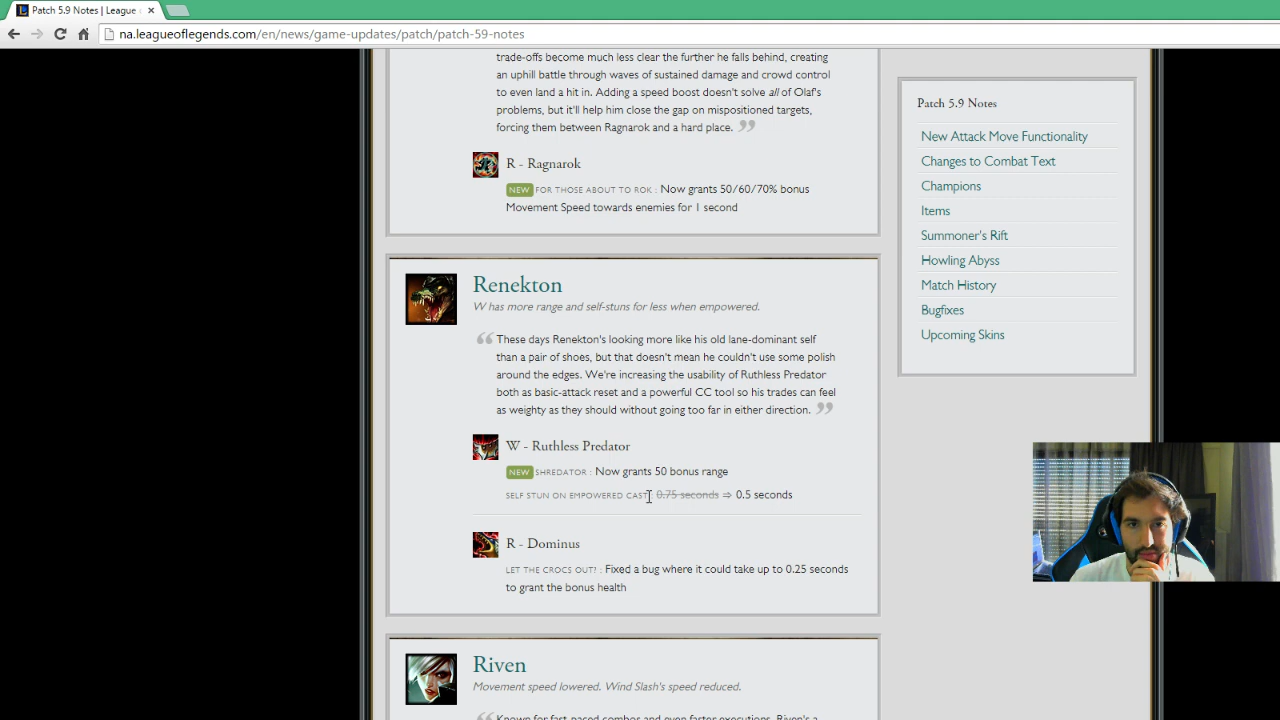 Patch 5.9 Notes | League
na.leagueoflegends.com/en/news/game-updates/patch/patch-59-notes
trade-offs become much less clear the further he falls behind, creating
an uphill battle through waves of sustained damage and crowd control
to even land a hit in. Adding a speed boost doesn't solve all of Olaf's
problems, but it'll help him close the gap on mispositioned targets,
forcing them between Ragnarok and a hard place.
R - Ragnarok
NEW FOR THOSE ABOUT TO ROK : Now grants 50/60/70% bonus
Movement Speed towards enemies for 1 second
Renekton
W has more range and self-stuns for less when empowered.
These days Renekton's looking more like his old lane-dominant self
than a pair of shoes, but that doesn't mean he couldn't use some polish
around the edges. We're increasing the usability of Ruthless Predator
both as basic-attack reset and a powerful CC tool so his trades can feel
as weighty as they should without going too far in either direction.
W - Ruthless Predator
NEW SHREDATOR : Now grants 50 bonus range
SELF STUN ON EMPOWERED CAST 0.75 seconds ⇒ 0.5 seconds
R - Dominus
LET THE CROCS OUT! : Fixed a bug where it could take up to 0.25 seconds
to grant the bonus health
Riven
Movement speed lowered. Wind Slash's speed reduced.
Known for fast-paced combos and even faster executions, Riven's a
Patch 5.9 Notes
New Attack Move Functionality
Changes to Combat Text
Champions
Items
Summoner's Rift
Howling Abyss
Match History
Bugfixes
Upcoming Skins